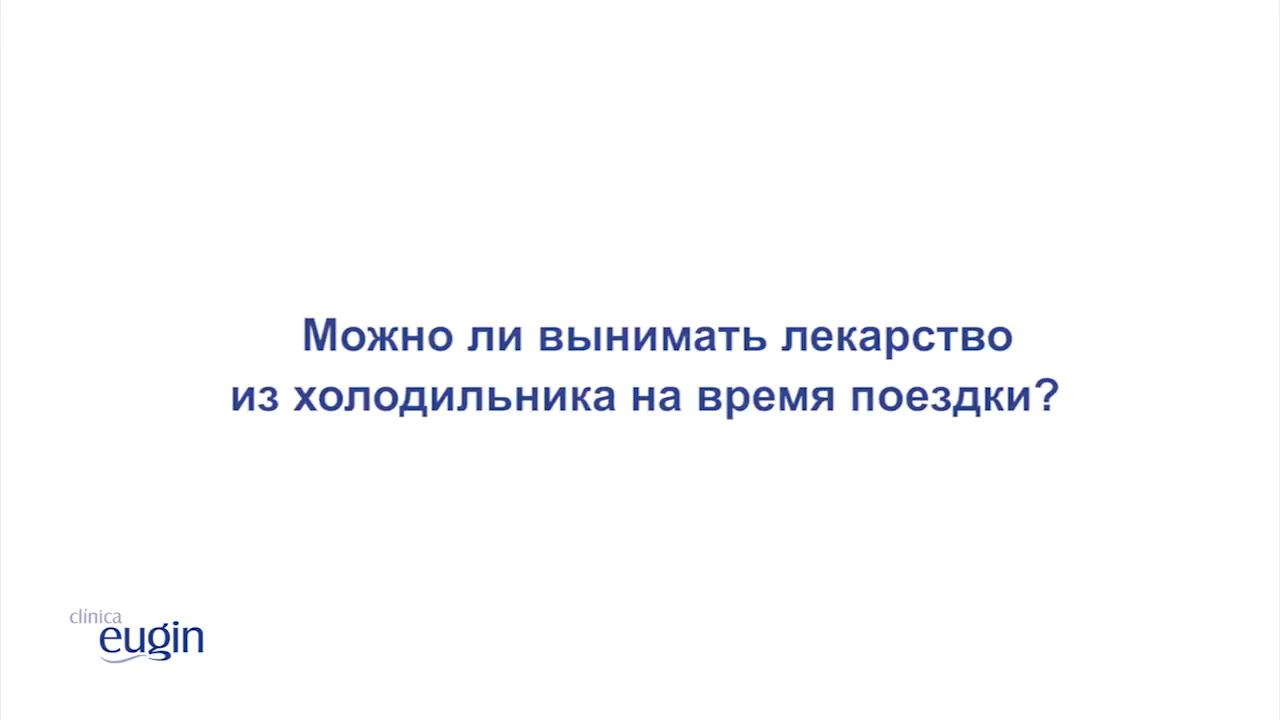 Можно ли вынимать лекарство
из холодильника на время поездки?
clínica
eugin